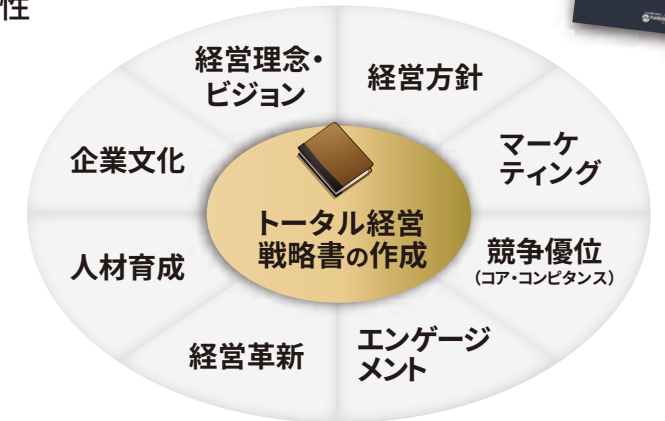 性
経営理念・
ビジョン
経営方針
マーケ
ティング
競争優位
(コア・コンピタンス)
エンゲージ
メント
経営革新
人材育成
企業文化
トータル経営
戦略書の作成